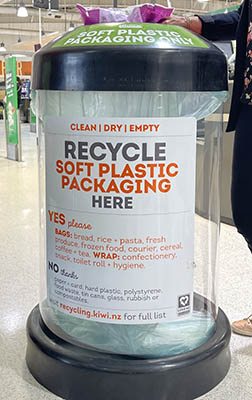 SOFT PLASTIC
PACKAGING ONLY
CLEAN | DRY | EMPTY
RECYCLE
SOFT PLASTIC
PACKAGING
HERE
YES please
BAGS: bread, rice + pasta, fresh
produce, frozen food, courier, cereal,
coffee + tea. WRAP: confectionery,
snack, toilet roll + hygiene.
NO thanks
Paper + card, hard plastic, polystyrene,
food waste, tin cans, glass, rubbish or
compostables.
visit recycling.kiwi.nz for full list